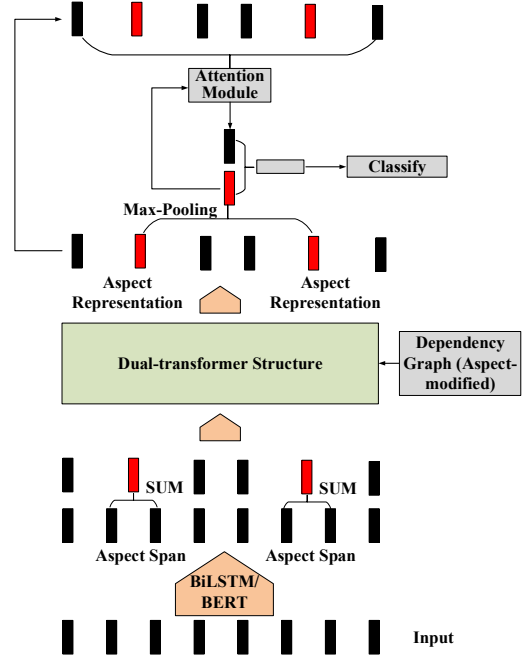 Attention
Module
Classify
Max-Pooling
Aspect
Representation
Aspect
Representation
Dual-transformer Structure
Dependency
Graph (Aspect-
modified)
SUM
SUM
Aspect Span
Aspect Span
BiLSTM/
BERT
Input